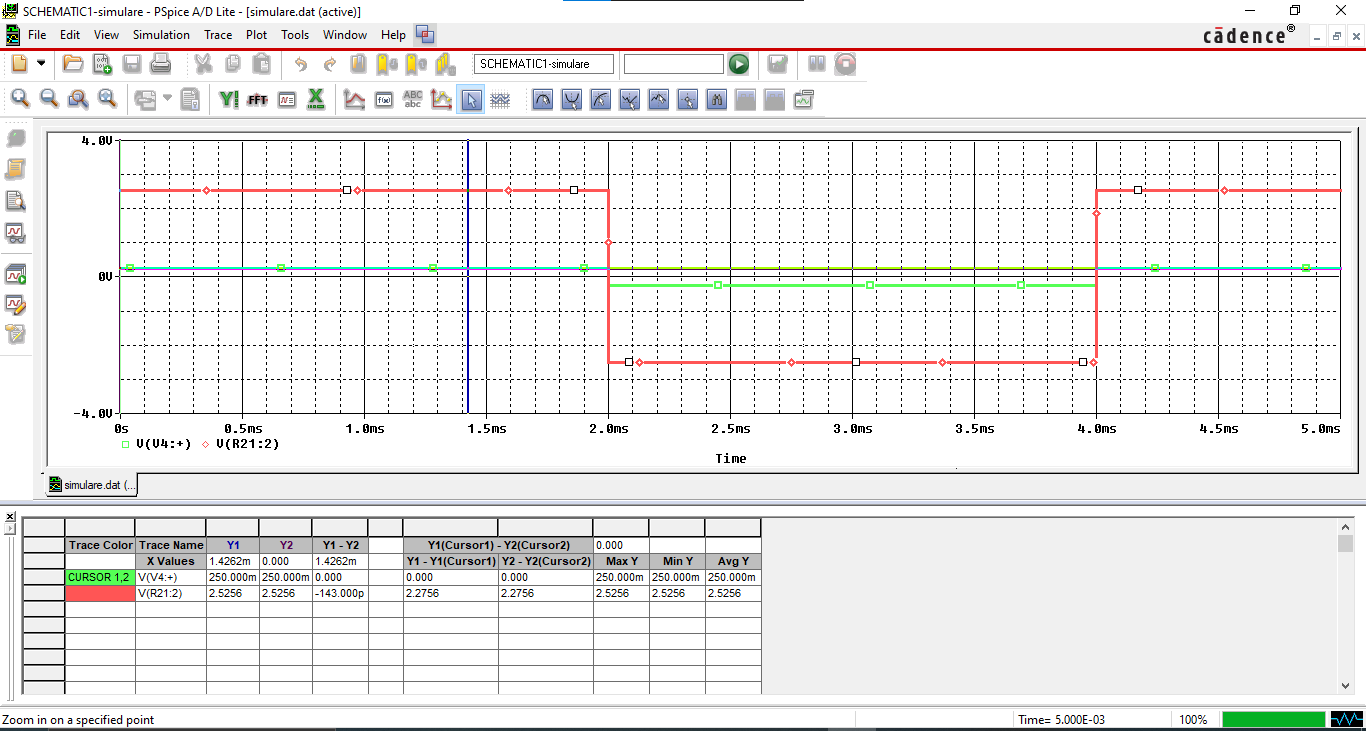 SCHEMATIC1-simulare - PSpice A/D Lite - [simulare.dat (active)]
File Edit View Simulation Trace Plot Tools Window Help
cādence®
SCHEMATIC1-simulare
FFT
ABC
abc
4.0V
0V
-4.0V
0s 0.5ms 1.0ms 1.5ms 2.0ms 2.5ms 3.0ms 3.5ms 4.0ms 4.5ms 5.0ms
V(V4:+) V(R21:2)
Time
simulare.dat (...
Trace Color Trace Name Y1 Y2 Y1 - Y2 Y1(Cursor1) - Y2(Cursor2) 0.000
X Values 1.4262m 0.000 1.4262m Y1 - Y1(Cursor1) Y2 - Y2(Cursor2) Max Y Min Y Avg Y
CURSOR 1,2 V(V4:+) 250.000m 250.000m 0.000 0.000 0.000 250.000m 250.000m 250.000m
V(R21:2) 2.5256 2.5256 -143.000p 2.2756 2.2756 2.5256 2.5256 2.5256
Zoom in on a specified point
Time= 5.000E-03
100%